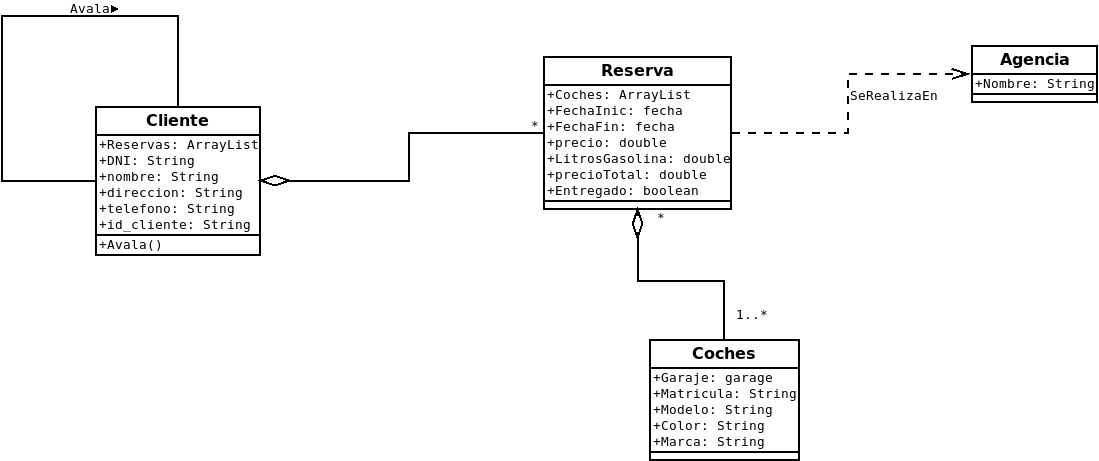 Avala▶
Cliente
+Reservas: ArrayList
+DNI: String
+nombre: String
+direccion: String
+telefono: String
+id_cliente: String
+Avala()
*
Reserva
+Coches: ArrayList
+FechaInic: fecha
+FechaFin: fecha
+precio: double
+LitrosGasolina: double
+precioTotal: double
+Entregado: boolean
*
SeRealizaEn
Agencia
+Nombre: String
1..*
Coches
+Garaje: garage
+Matricula: String
+Modelo: String
+Color: String
+Marca: String